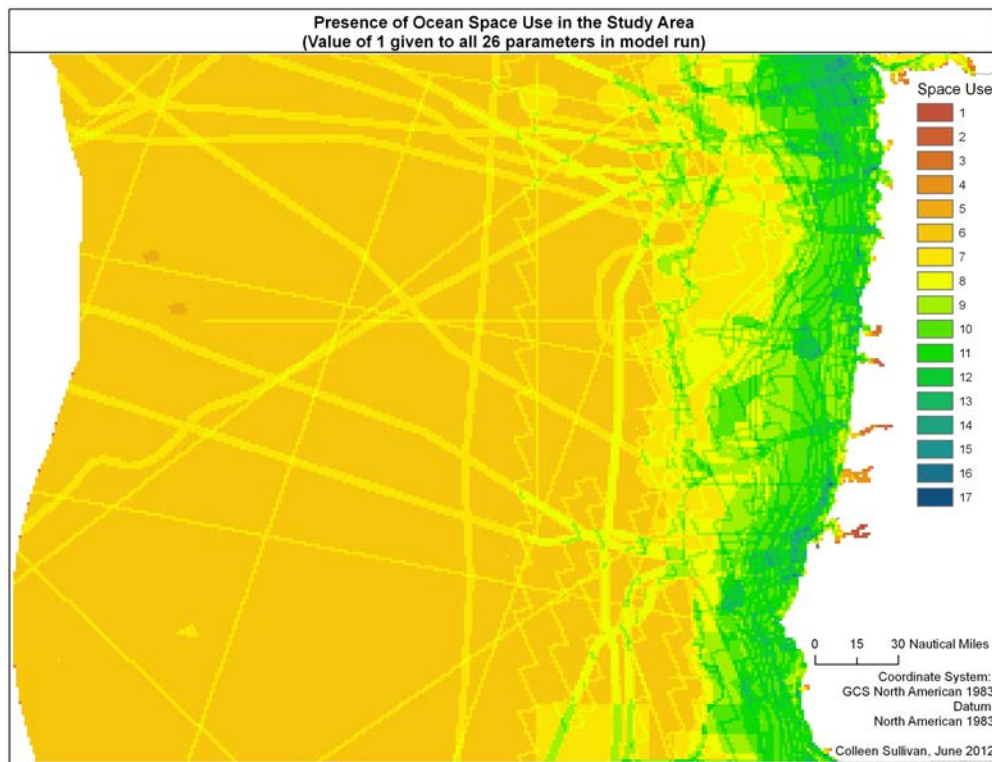 Presence of Ocean Space Use in the Study Area
(Value of 1 given to all 26 parameters in model run)
Space Use
1
2
3
4
5
6
7
8
9
10
11
12
13
14
15
16
17
0 15 30 Nautical Miles
Coordinate System:
GCS North American 1983
Datum:
North American 1983
Colleen Sullivan, June 2012